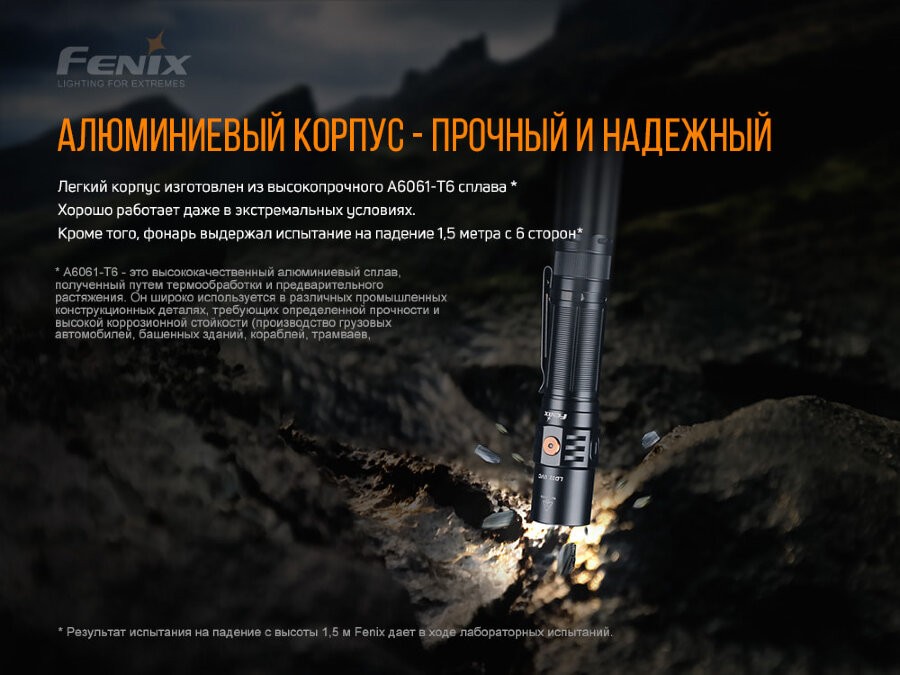 FENIX
LIGHTING FOR EXTREMES
АЛЮМИНИЕВЫЙ КОРПУС - ПРОЧНЫЙ И НАДЕЖНЫЙ
Легкий корпус изготовлен из высокопрочного A6061-T6 сплава *
Хорошо работает даже в экстремальных условиях.
Кроме того, фонарь выдержал испытание на падение 1,5 метра с 6 сторон*
* A6061-T6 - это высококачественный алюминиевый сплав,
полученный путем термообработки и предварительного
растяжения. Он широко используется в различных промышленных
конструкционных деталях, требующих определенной прочности и
высокой коррозионной стойкости (производство грузовых
автомобилей, башенных зданий, кораблей, трамваев,
FENIX
* Результат испытания на падение с высоты 1,5 м Fenix дает в ходе лабораторных испытаний.